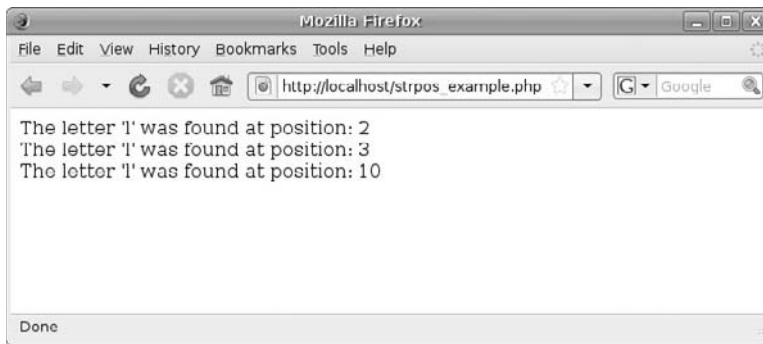 Mozilla Firefox
File Edit View History Bookmarks Tools Help
http://localhost/strpos_example.php G Google
The letter 'l' was found at position: 2
The letter 'l' was found at position: 3
The letter 'l' was found at position: 10
Done